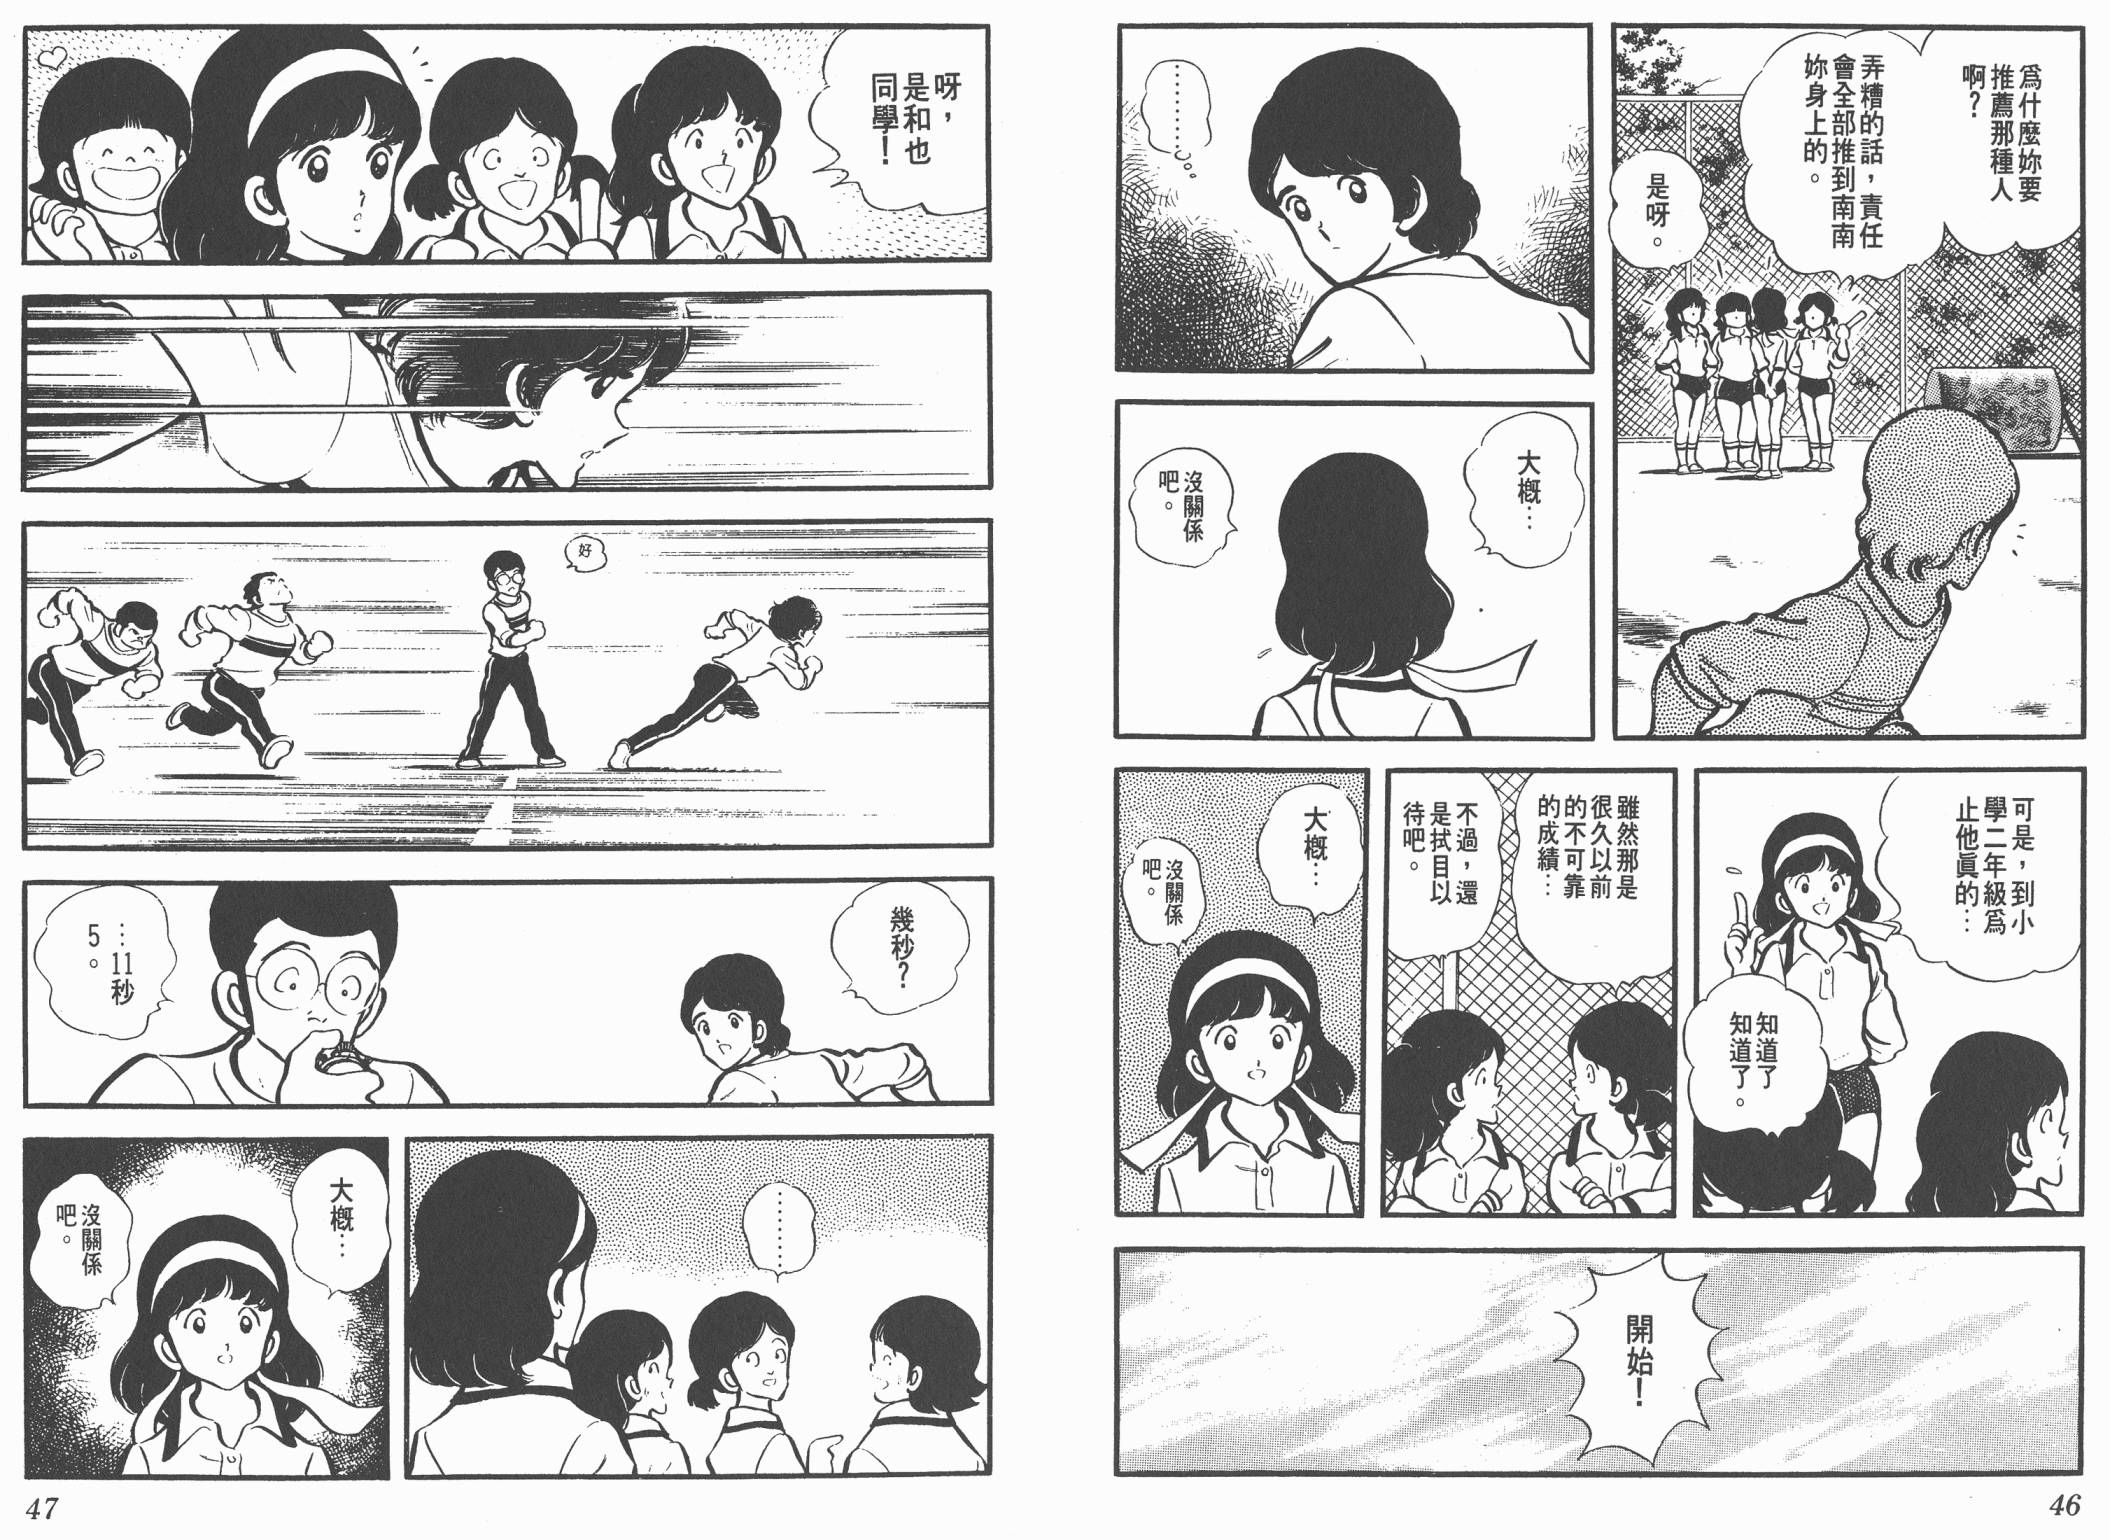 爲什麼妳要
推薦那種人
啊？
弄糟的話，責任
會全部推到南南
妳身上的。
是呀。
………
大概…
沒關係
吧。
可是，到小
學二年級爲
止他眞的…
知道了
知道了。
雖然那是
很久以前
的不可靠
的成績…
不過，還
是拭目以
待吧。
大概…
沒關係
吧。
開始！
46
呀，
是和也
同學！
好
幾秒？
…11秒
5。
………
大概…
沒關係
吧。
47